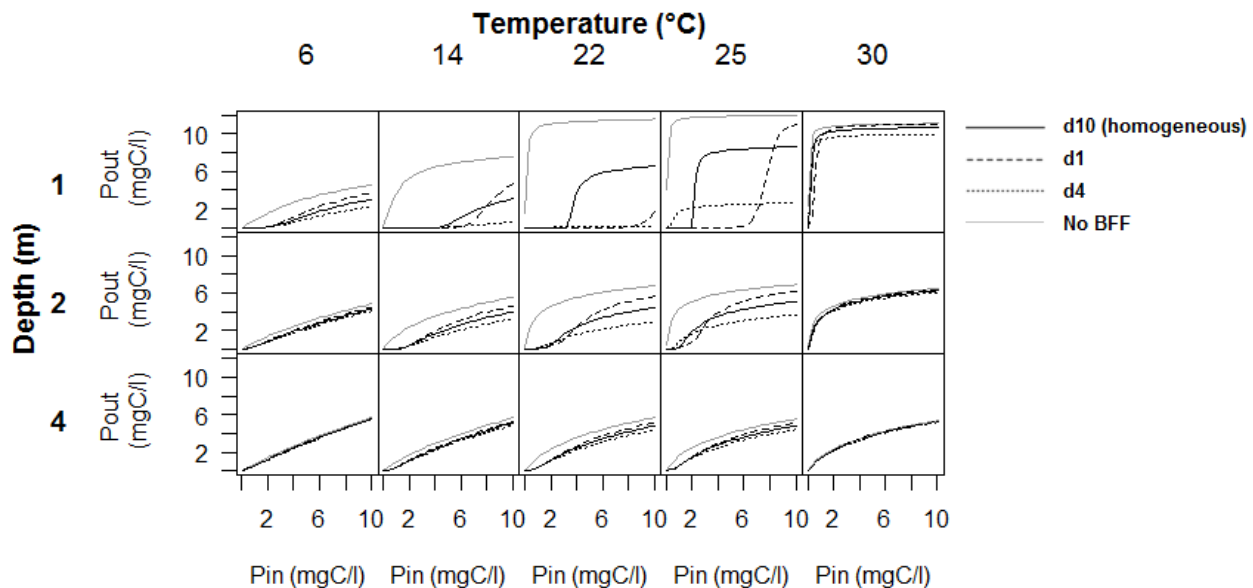 Temperature (°C)
6 14 22 25 30
Depth (m)
1
Pout
(mgC/l)
10
6
2
2
Pout
(mgC/l)
10
6
2
4
Pout
(mgC/l)
10
6
2
2 6 10 2 6 10 2 6 10 2 6 10 2 6 10
Pin (mgC/l) Pin (mgC/l) Pin (mgC/l) Pin (mgC/l) Pin (mgC/l)
d10 (homogeneous)
d1
d4
No BFF